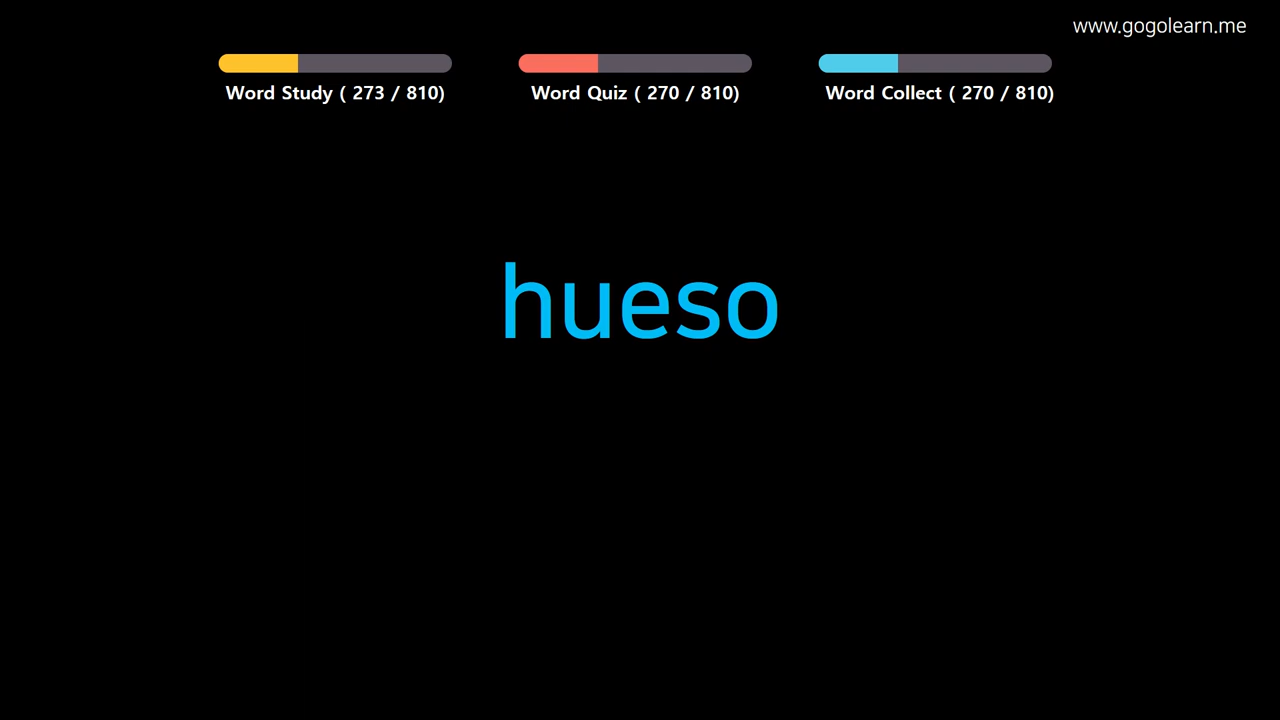 www.gogolearn.me
Word Study ( 273 / 810)
Word Quiz ( 270 / 810)
Word Collect ( 270 / 810)
hueso